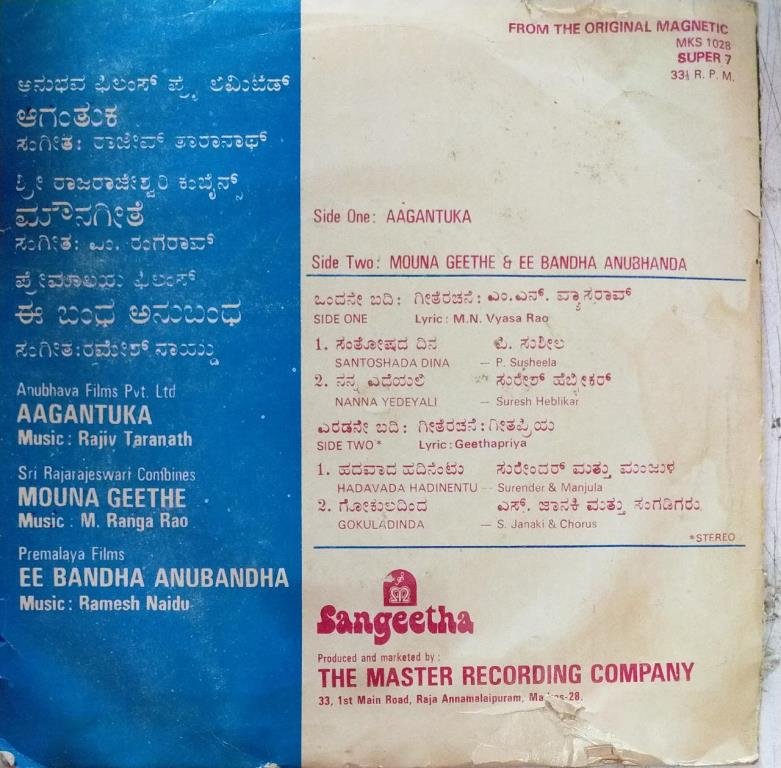 ಅನುಭವ ಫಿಲಂಸ್ ಪ್ರೈ ಲಿಮಿಟೆಡ್
ಆಗಂತುಕ
ಸಂಗೀತ: ರಾಜೀವ್ ತಾರಾನಾಥ್
ಶ್ರೀ ರಾಜರಾಜೇಶ್ವರಿ ಕಂಬೈನ್ಸ್
ಮೌನಗೀತೆ
ಸಂಗೀತ: ಎಂ. ರಂಗರಾವ್
ಪ್ರೇಮಾಲಯ ಫಿಲಂಸ್
ಈ ಬಂಧ ಅನುಬಂಧ
ಸಂಗೀತ:ರಮೇಶ್ ನಾಯ್ಡು
Anubhava Films Pvt. Ltd
AAGANTUKA
Music : Rajiv Taranath
Sri Rajarajeswari Combines
MOUNA GEETHE
Music : M. Ranga Rao
Premalaya Films
EE BANDHA ANUBANDHA
Music : Ramesh Naidu
FROM THE ORIGINAL MAGNETIC
MKS 1028
SUPER 7
33⅓ R. P. M.
Side One: AAGANTUKA
Side Two: MOUNA GEETHE & EE BANDHA ANUBHANDA
ಒಂದನೇ ಬದಿ: ಗೀತೆರಚನೆ: ಎಂ.ಎನ್. ವ್ಯಾಸರಾವ್
SIDE ONE Lyric: M.N. Vyasa Rao
1. ಸಂತೋಷದ ದಿನ ಪಿ. ಸುಶೀಲ
SANTOSHADA DINA — P. Susheela
2. ನನ್ನ ಎದೆಯಲಿ ಸುರೇಶ್ ಹೆಬ್ಳೀಕರ್
NANNA YEDEYALI — Suresh Heblikar
ಎರಡನೇ ಬದಿ: ಗೀತೆರಚನೆ:ಗೀತಪ್ರಿಯ
SIDE TWO* Lyric: Geethapriya
1. ಹದವಾದ ಹದಿನೆಂಟು ಸುರೇಂದರ್ ಮತ್ತು ಮಂಜುಳ
HADAVADA HADINENTU — Surender & Manjula
2. ಗೋಕುಲದಿಂದ ಎಸ್. ಜಾನಕಿ ಮತ್ತು ಸಂಗಡಿಗರು
GOKULADINDA — S. Janaki & Chorus
*STEREO
Sangeetha
Produced and marketed by :
THE MASTER RECORDING COMPANY
33, 1st Main Road, Raja Annamalaipuram, -28.